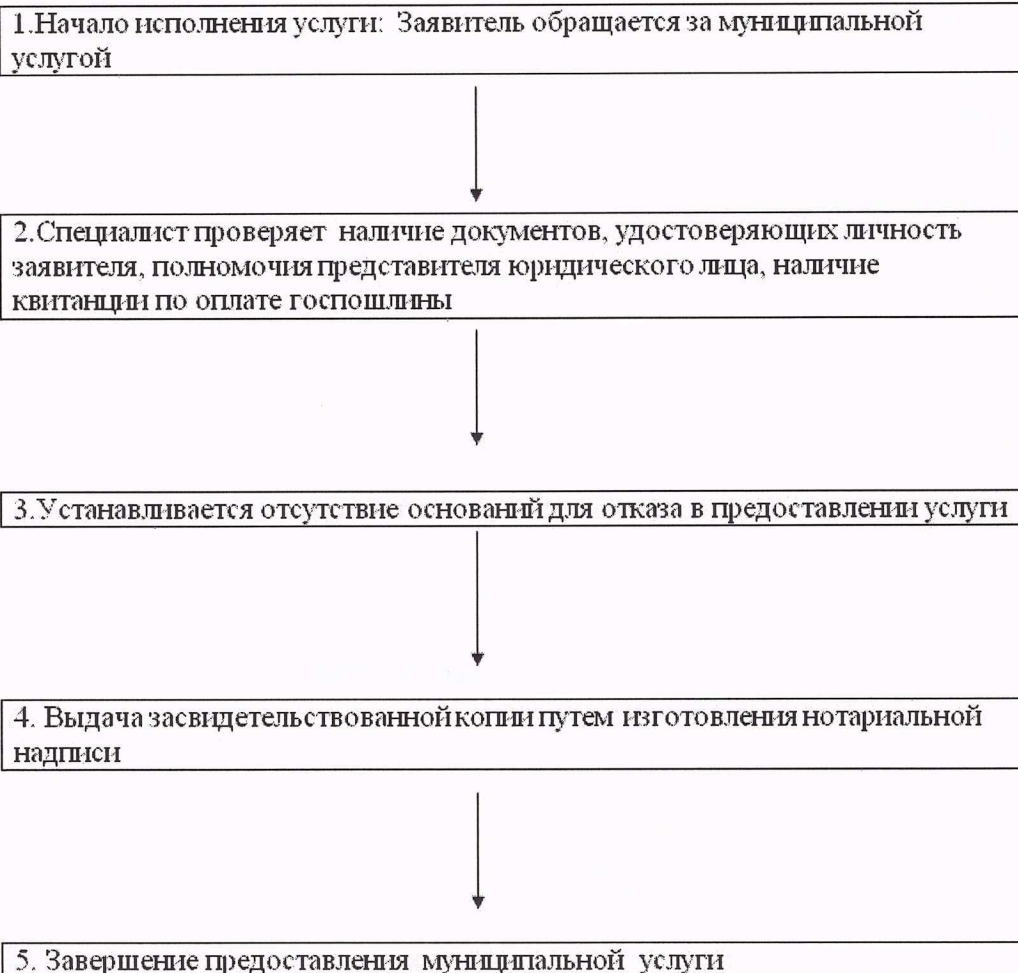 1.Начало исполнения услуги: Заявитель обращается за муниципальной
услугой
2.Специалист проверяет наличие документов, удостоверяющих личность
заявителя, полномочия представителя юридического лица, наличие
квитанции по оплате госпошлины
3.Устанавливается отсутствие оснований для отказа в предоставлении услуги
4. Выдача засвидетельствованной копии путем изготовления нотариальной
надписи
5. Завершение предоставления муниципальной услуги